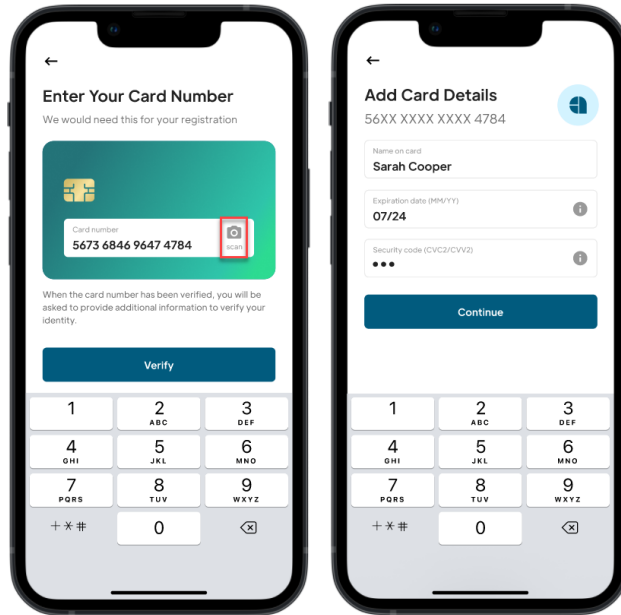 Enter Your Card Number
We would need this for your registration
Card number
5673 6846 9647 4784
scan
When the card number has been verified, you will be
asked to provide additional information to verify your
identity.
Verify
1
2
ABC
3
DEF
4
GHI
5
JKL
6
MNO
7
PQRS
8
TUV
9
WXYZ
+*#
0
Add Card Details
56XX XXXX XXXX 4784
Name on card
Sarah Cooper
Expiration date (MM/YY)
07/24
Security code (CVC2/CVV2)
•••
Continue
1
2
ABC
3
DEF
4
GHI
5
JKL
6
MNO
7
PQRS
8
TUV
9
WXYZ
+*#
0